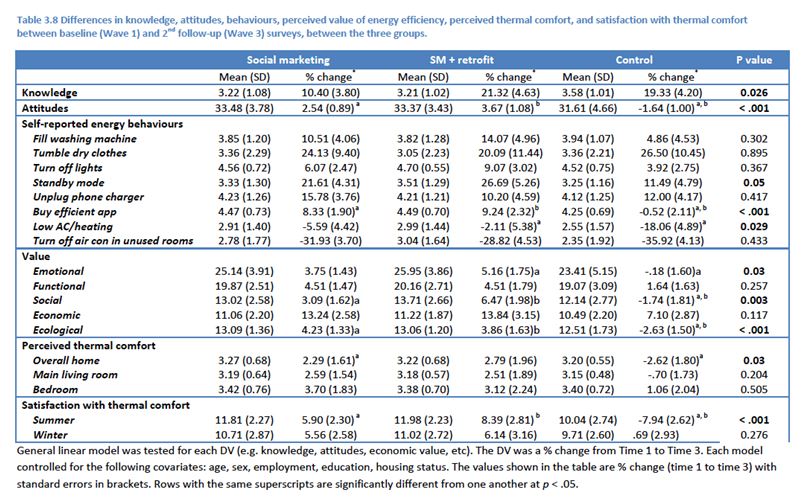 Table 3.8 Differences in knowledge, attitudes, behaviours, perceived value of energy efficiency, perceived thermal comfort, and satisfaction with thermal comfort
between baseline (Wave 1) and 2nd follow-up (Wave 3) surveys, between the three groups.
Social marketing SM + retrofit Control P value
Mean (SD) % change* Mean (SD) % change* Mean (SD) % change*
Knowledge 3.22 (1.08) 10.40 (3.80) 3.21 (1.02) 21.32 (4.63) 3.58 (1.01) 19.33 (4.20) 0.026
Attitudes 33.48 (3.78) 2.54 (0.89) a 33.37 (3.43) 3.67 (1.08) b 31.61 (4.66) -1.64 (1.00) a, b < .001
Self-reported energy behaviours
Fill washing machine 3.85 (1.20) 10.51 (4.06) 3.82 (1.28) 14.07 (4.96) 3.94 (1.07) 4.86 (4.53) 0.302
Tumble dry clothes 3.36 (2.29) 24.13 (9.40) 3.05 (2.23) 20.09 (11.44) 3.36 (2.21) 26.50 (10.45) 0.895
Turn off lights 4.56 (0.72) 6.07 (2.47) 4.70 (0.55) 9.07 (3.02) 4.52 (0.75) 3.92 (2.75) 0.367
Standby mode 3.33 (1.30) 21.61 (4.31) 3.51 (1.29) 26.69 (5.26) 3.25 (1.16) 11.49 (4.79) 0.05
Unplug phone charger 4.23 (1.26) 15.78 (3.76) 4.21 (1.21) 10.20 (4.59) 4.12 (1.25) 12.00 (4.17) 0.417
Buy efficient app 4.47 (0.73) 8.33 (1.90)a 4.49 (0.70) 9.24 (2.32)b 4.25 (0.69) -0.52 (2.11)a, b < .001
Low AC/heating 2.91 (1.40) -5.59 (4.42) 2.99 (1.44) -2.11 (5.38)a 2.55 (1.57) -18.06 (4.89)a 0.029
Turn off air con in unused rooms 2.78 (1.77) -31.93 (3.70) 3.04 (1.64) -28.82 (4.53) 2.35 (1.92) -35.92 (4.13) 0.433
Value
Emotional 25.14 (3.91) 3.75 (1.43) 25.95 (3.86) 5.16 (1.75)a 23.41 (5.15) -.18 (1.60)a 0.03
Functional 19.87 (2.51) 4.51 (1.47) 20.16 (2.71) 4.51 (1.79) 19.07 (3.09) 1.64 (1.63) 0.257
Social 13.02 (2.58) 3.09 (1.62)a 13.71 (2.66) 6.47 (1.98)b 12.14 (2.77) -1.74 (1.81) a, b 0.003
Economic 11.06 (2.20) 13.24 (2.58) 11.22 (1.87) 13.84 (3.15) 10.49 (2.20) 7.10 (2.87) 0.117
Ecological 13.09 (1.36) 4.23 (1.33)a 13.06 (1.20) 3.86 (1.63)b 12.51 (1.73) -2.63 (1.50)a, b < .001
Perceived thermal comfort
Overall home 3.27 (0.68) 2.29 (1.61)a 3.22 (0.68) 2.79 (1.96) 3.20 (0.55) -2.62 (1.80)a 0.03
Main living room 3.19 (0.64) 2.59 (1.54) 3.18 (0.57) 2.51 (1.89) 3.15 (0.48) -.70 (1.73) 0.204
Bedroom 3.42 (0.76) 3.70 (1.83) 3.38 (0.70) 3.12 (2.24) 3.40 (0.72) 1.06 (2.04) 0.505
Satisfaction with thermal comfort
Summer 11.81 (2.27) 5.90 (2.30) a 11.98 (2.23) 8.39 (2.81) b 10.04 (2.74) -7.94 (2.62) a, b < .001
Winter 10.71 (2.87) 5.56 (2.58) 11.02 (2.72) 6.14 (3.16) 9.71 (2.60) .69 (2.93) 0.276
General linear model was tested for each DV (e.g. knowledge, attitudes, economic value, etc). The DV was a % change from Time 1 to Time 3. Each model
controlled for the following covariates: age, sex, employment, education, housing status. The values shown in the table are % change (time 1 to time 3) with
standard errors in brackets. Rows with the same superscripts are significantly different from one another at p < .05.